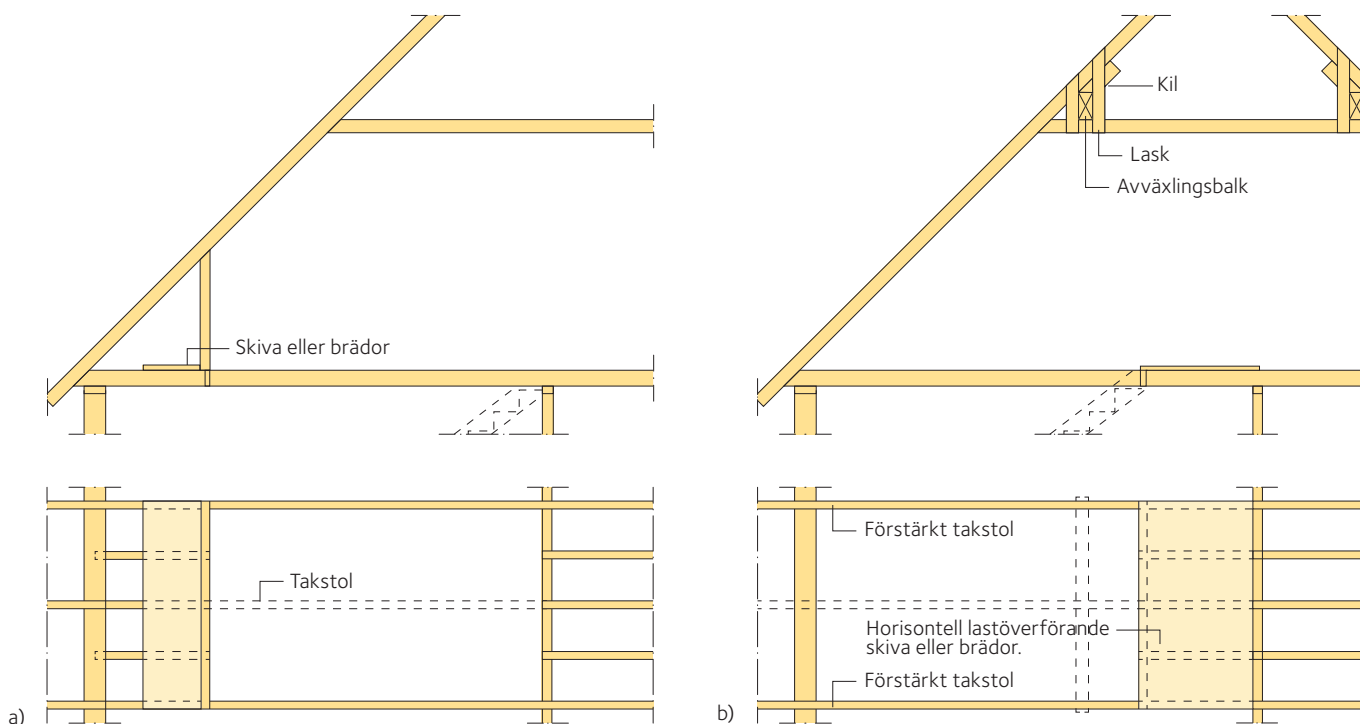 Kil
Lask
Avväxlingsbalk
Skiva eller brädor
Takstol
Förstärkt takstol
Horisontell lastöverförande
skiva eller brädor.
Förstärkt takstol
a)
b)